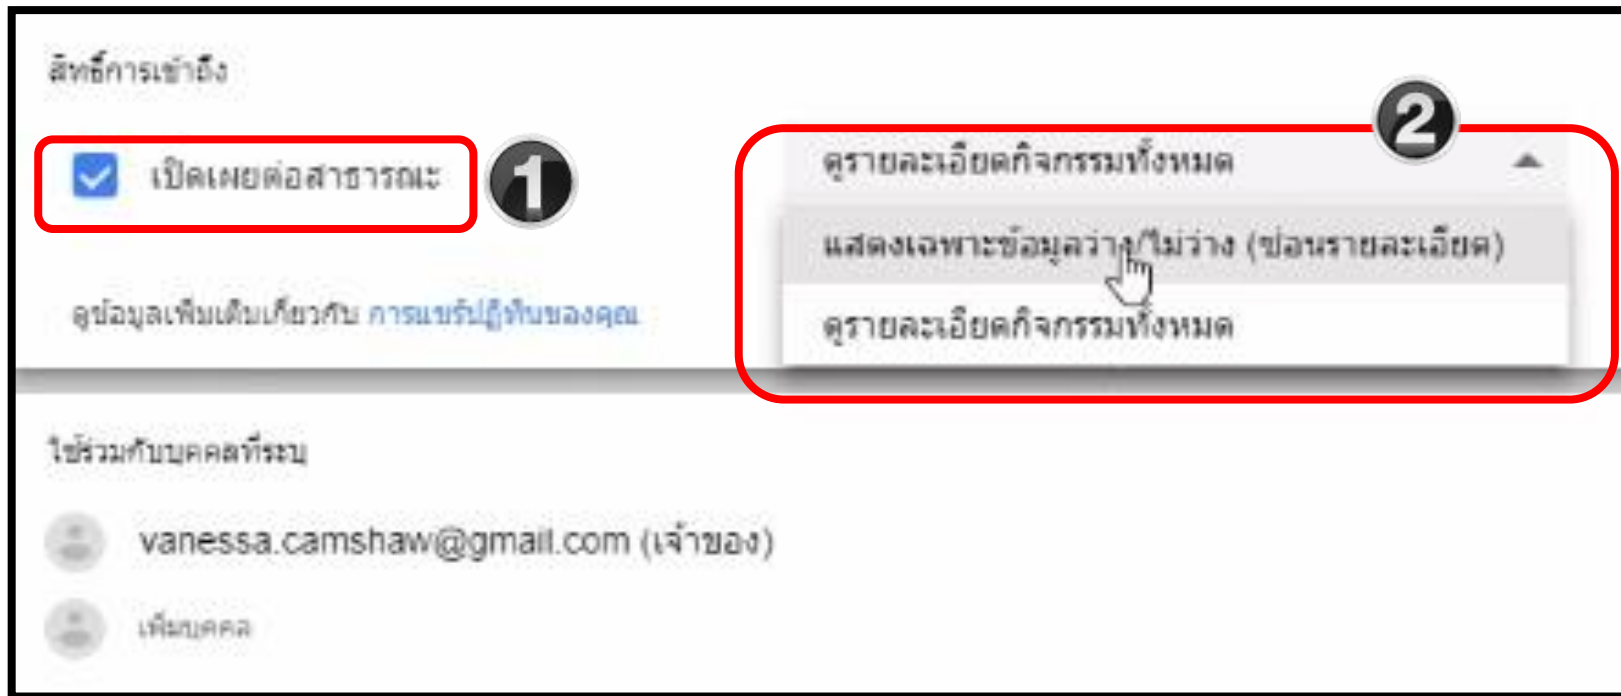 สิทธิ์การเข้าถึง
เปิดเผยต่อสาธารณะ
1
2
ดูรายละเอียดกิจกรรมทั้งหมด
แสดงเฉพาะข้อมูลว่าง/ไม่ว่าง (ซ่อนรายละเอียด)
ดูรายละเอียดกิจกรรมทั้งหมด
ดูข้อมูลเพิ่มเติมเกี่ยวกับ การแชร์ปฏิทินของคุณ
ใช้ร่วมกับบุคคลที่ระบุ
vanessa.camshaw@gmail.com (เจ้าของ)
เพิ่มบุคคล